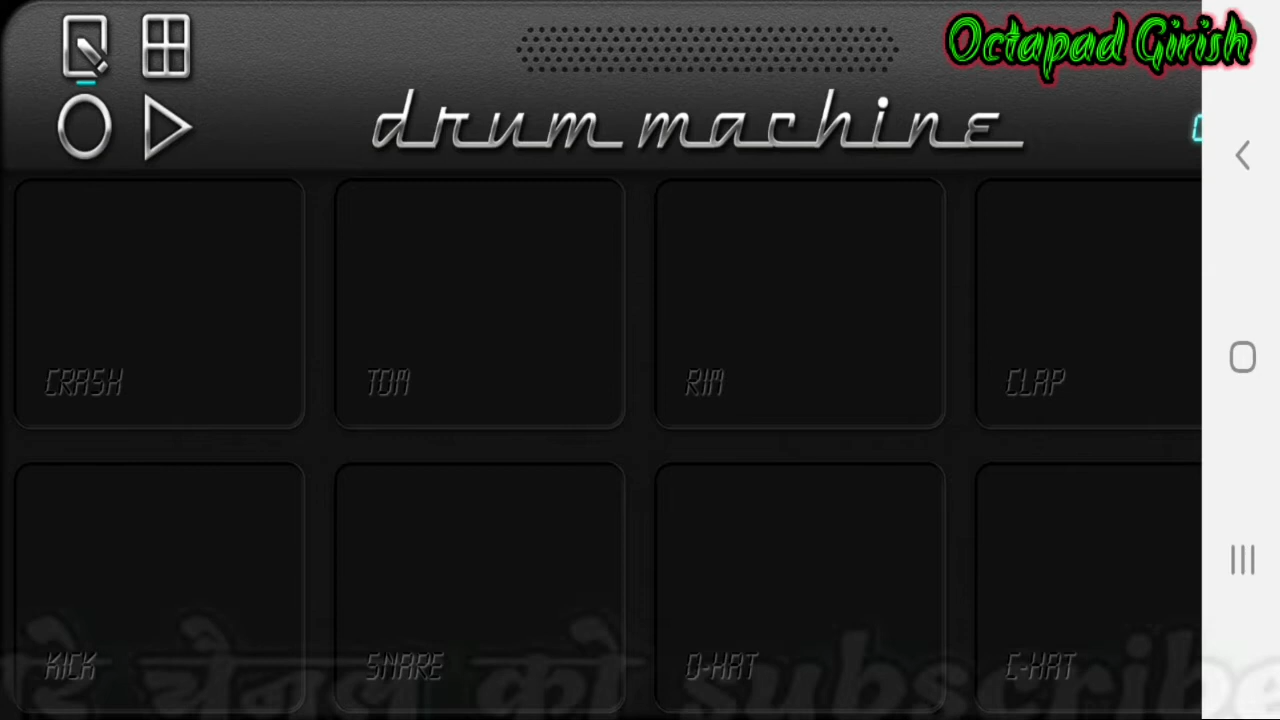 Octapad Girish
drum machine
CRASH TOM RIM CLAP
KICK SNARE O-HAT C-HAT
चेनल को subscribe